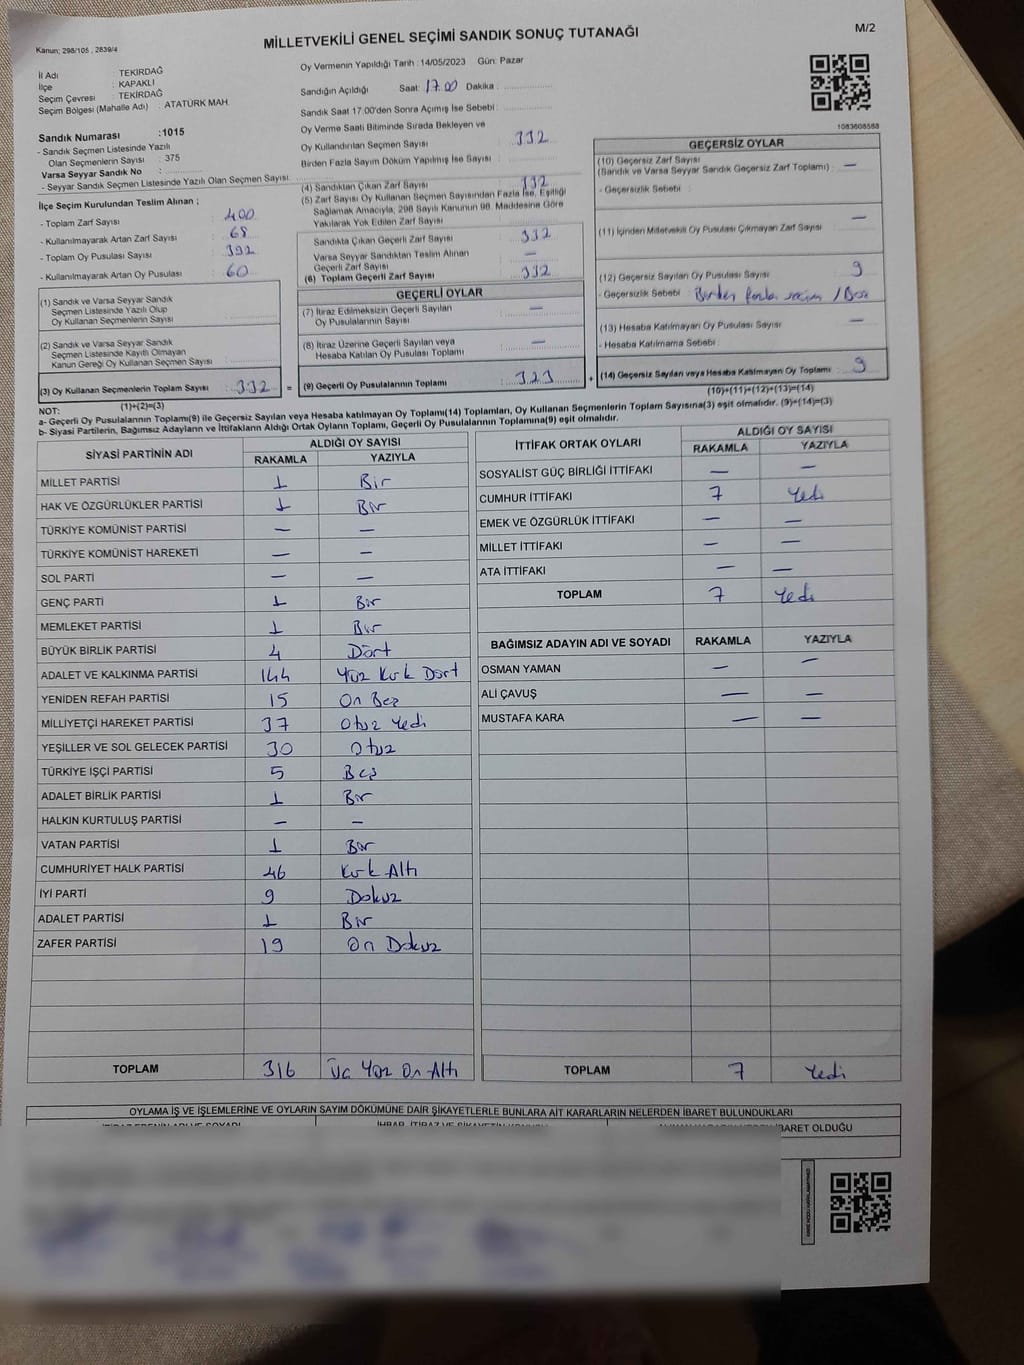 Kanun; 298/105 , 2839/4
MİLLETVEKİLİ GENEL SEÇİMİ SANDIK SONUÇ TUTANAĞI
M/2
İl Adı : TEKİRDAĞ
İlçe : KAPAKLI
Seçim Çevresi : TEKİRDAĞ
Seçim Bölgesi (Mahalle Adı) : ATATÜRK MAH.
Sandık Numarası :1015
- Sandık Seçmen Listesinde Yazılı
Olan Seçmenlerin Sayısı : 375
Varsa Seyyar Sandık No :
- Seyyar Sandık Seçmen Listesinde Yazılı Olan Seçmen Sayısı.
İlçe Seçim Kurulundan Teslim Alınan ;
- Toplam Zarf Sayısı : 400
- Kullanılmayarak Artan Zarf Sayısı : 68
- Toplam Oy Pusulası Sayısı : 392
- Kullanılmayarak Artan Oy Pusulası : 60
(1) Sandık ve Varsa Seyyar Sandık
Seçmen Listesinde Yazılı Olup
Oy Kullanan Seçmenlerin Sayısı :
(2) Sandık ve Varsa Seyyar Sandık
Seçmen Listesinde Kayıtlı Olmayan
Kanun Gereği Oy Kullanan Seçmen Sayısı :
(3) Oy Kullanan Seçmenlerin Toplam Sayısı : 332 =
(1)+(2)=(3)
Oy Vermenin Yapıldığı Tarih : 14/05/2023 Gün: Pazar
Sandığın Açıldığı Saat: 17.00 Dakika :
Sandık Saat 17.00'den Sonra Açımış İse Sebebi :
Oy Verme Saati Bitiminde Sırada Bekleyen ve
Oy Kullandırılan Seçmen Sayısı : 332
Birden Fazla Sayım Döküm Yapılmış İse Sayısı :
(4) Sandıktan Çıkan Zarf Sayısı : 332
(5) Zarf Sayısı Oy Kullanan Seçmen Sayısından Fazla İse, Eşitliği
Sağlamak Amacıyla, 298 Sayılı Kanunun 98. Maddesine Göre
Yakılarak Yok Edilen Zarf Sayısı :
Sandıkta Çıkan Geçerli Zarf Sayısı : 332
Varsa Seyyar Sandıktan Teslim Alınan
Geçerli Zarf Sayısı : —
(6) Toplam Geçerli Zarf Sayısı : 332
GEÇERLİ OYLAR
(7) İtiraz Edilmeksizin Geçerli Sayılan
Oy Pusulalarının Sayısı : —
(8) İtiraz Üzerine Geçerli Sayılan veya
Hesaba Katılan Oy Pusulası Toplamı : —
(9) Geçerli Oy Pusulalarının Toplamı : 323 +
1083608588
GEÇERSİZ OYLAR
(10) Geçersiz Zarf Sayısı
(Sandık ve Varsa Seyyar Sandık Geçersiz Zarf Toplamı) : —
- Geçersizlik Sebebi :
(11) İçinden Milletvekili Oy Pusulası Çıkmayan Zarf Sayısı : —
(12) Geçersiz Sayılan Oy Pusulası Sayısı : 9
- Geçersizlik Sebebi : Birden fazla seçim / Boş
(13) Hesaba Katılmayan Oy Pusulası Sayısı : —
- Hesaba Katılmama Sebebi :
(14) Geçersiz Sayılan veya Hesaba Katılmayan Oy Toplamı : 9
(10)+(11)+(12)+(13)=(14)
NOT:
a- Geçerli Oy Pusulalarının Toplamı(9) ile Geçersiz Sayılan veya Hesaba katılmayan Oy Toplamı(14) Toplamları, Oy Kullanan Seçmenlerin Toplam Sayısına(3) eşit olmalıdır. (9)+(14)=(3)
b- Siyasi Partilerin, Bağımsız Adayların ve İttifakların Aldığı Ortak Oyların Toplamı, Geçerli Oy Pusulalarının Toplamına(9) eşit olmalıdır.
SİYASİ PARTİNİN ADI ALDIĞI OY SAYISI
RAKAMLA YAZIYLA
MİLLET PARTİSİ 1 Bir
HAK VE ÖZGÜRLÜKLER PARTİSİ 1 Bir
TÜRKİYE KOMÜNİST PARTİSİ — —
TÜRKİYE KOMÜNİST HAREKETİ — —
SOL PARTİ — —
GENÇ PARTİ 1 Bir
MEMLEKET PARTİSİ 1 Bir
BÜYÜK BİRLİK PARTİSİ 4 Dört
ADALET VE KALKINMA PARTİSİ 144 Yüz Kırk Dört
YENİDEN REFAH PARTİSİ 15 On Beş
MİLLİYETÇİ HAREKET PARTİSİ 37 Otuz Yedi
YEŞİLLER VE SOL GELECEK PARTİSİ 30 Otuz
TÜRKİYE İŞÇİ PARTİSİ 5 Beş
ADALET BİRLİK PARTİSİ 1 Bir
HALKIN KURTULUŞ PARTİSİ — —
VATAN PARTİSİ 1 Bir
CUMHURİYET HALK PARTİSİ 46 Kırk Altı
İYİ PARTİ 9 Dokuz
ADALET PARTİSİ 1 Bir
ZAFER PARTİSİ 19 On Dokuz
TOPLAM 316 Üç Yüz On Altı
İTTİFAK ORTAK OYLARI ALDIĞI OY SAYISI
RAKAMLA YAZIYLA
SOSYALİST GÜÇ BİRLİĞİ İTTİFAKI — —
CUMHUR İTTİFAKI 7 Yedi
EMEK VE ÖZGÜRLÜK İTTİFAKI — —
MİLLET İTTİFAKI — —
ATA İTTİFAKI — —
TOPLAM 7 Yedi
BAĞIMSIZ ADAYIN ADI VE SOYADI RAKAMLA YAZIYLA
OSMAN YAMAN — —
ALİ ÇAVUŞ — —
MUSTAFA KARA — —
TOPLAM 7 Yedi
OYLAMA İŞ VE İŞLEMLERİNE VE OYLARIN SAYIM DÖKÜMÜNE DAİR ŞİKAYETLERLE BUNLARA AİT KARARLARIN NELERDEN İBARET BULUNDUKLARI
İBARET OLDUĞU